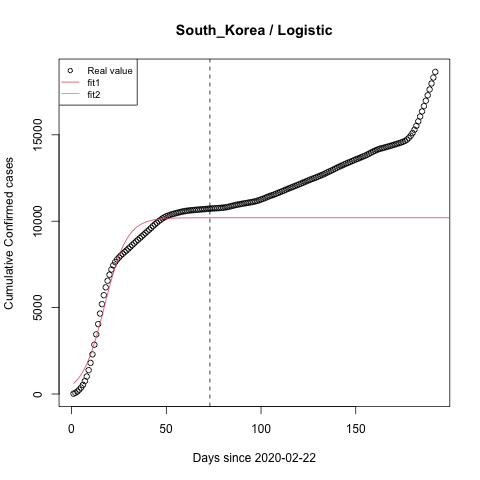 South_Korea / Logistic
Real value
fit1
fit2
Cumulative Confirmed cases
15000
10000
5000
0
0 50 100 150
Days since 2020-02-22